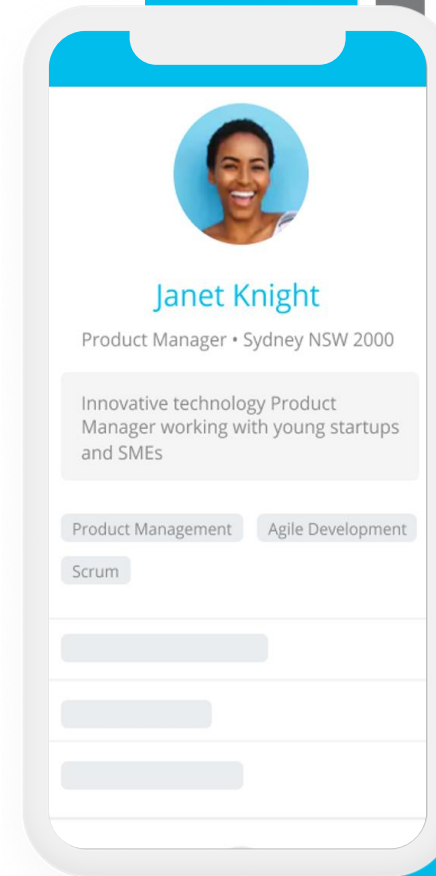 Janet Knight
Product Manager • Sydney NSW 2000
Innovative technology Product
Manager working with young startups
and SMEs
Product Management Agile Development
Scrum